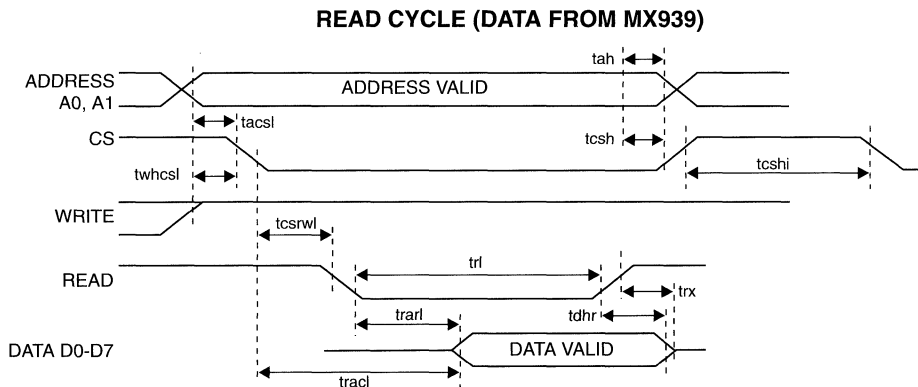 READ CYCLE (DATA FROM MX939)
tah
ADDRESS
A0, A1
ADDRESS VALID
tacsl
CS
tcsh
tcshi
twhcsl
WRITE
tcsrwl
READ
trl
trx
trarl
tdhr
DATA D0-D7
DATA VALID
tracl